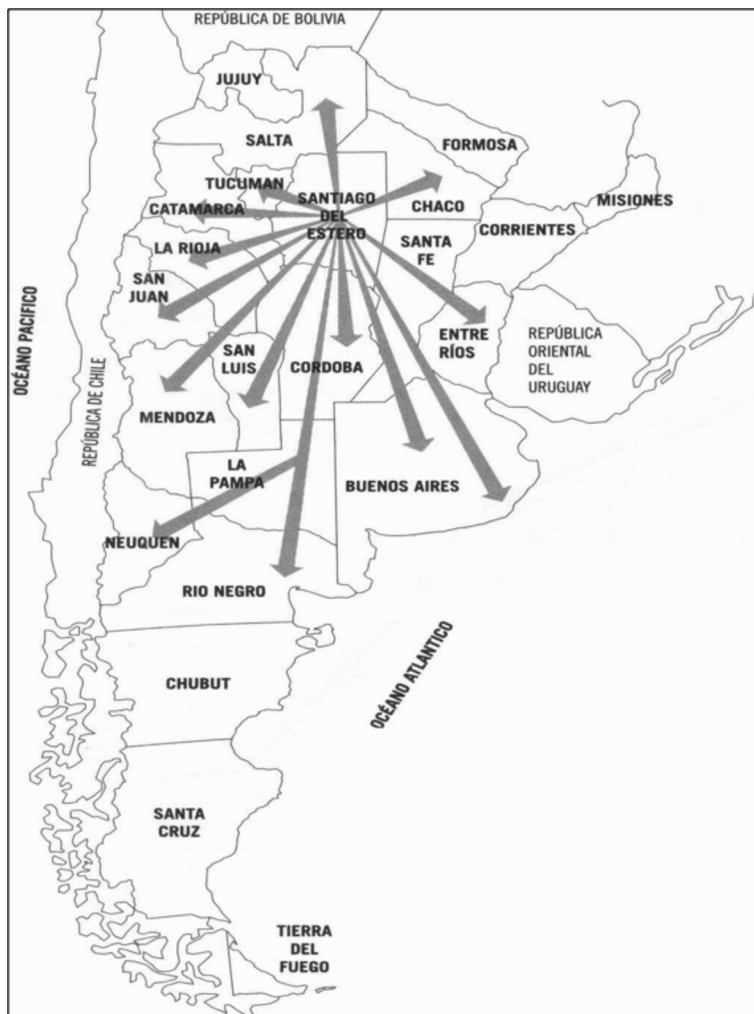 REPÚBLICA DE BOLIVIA
JUJUY
SALTA
FORMOSA
TUCUMAN
SANTIAGO
DEL
ESTERO
CHACO
MISIONES
CATAMARCA
CORRIENTES
LA RIOJA
SANTA
FE
SAN
JUAN
OCÉANO PACIFICO
REPÚBLICA DE CHILE
SAN
LUIS
CORDOBA
ENTRE
RÍOS
REPÚBLICA
ORIENTAL
DEL
URUGUAY
MENDOZA
LA
PAMPA
BUENOS AIRES
NEUQUEN
RIO NEGRO
OCÉANO ATLANTICO
CHUBUT
SANTA
CRUZ
TIERRA
DEL
FUEGO